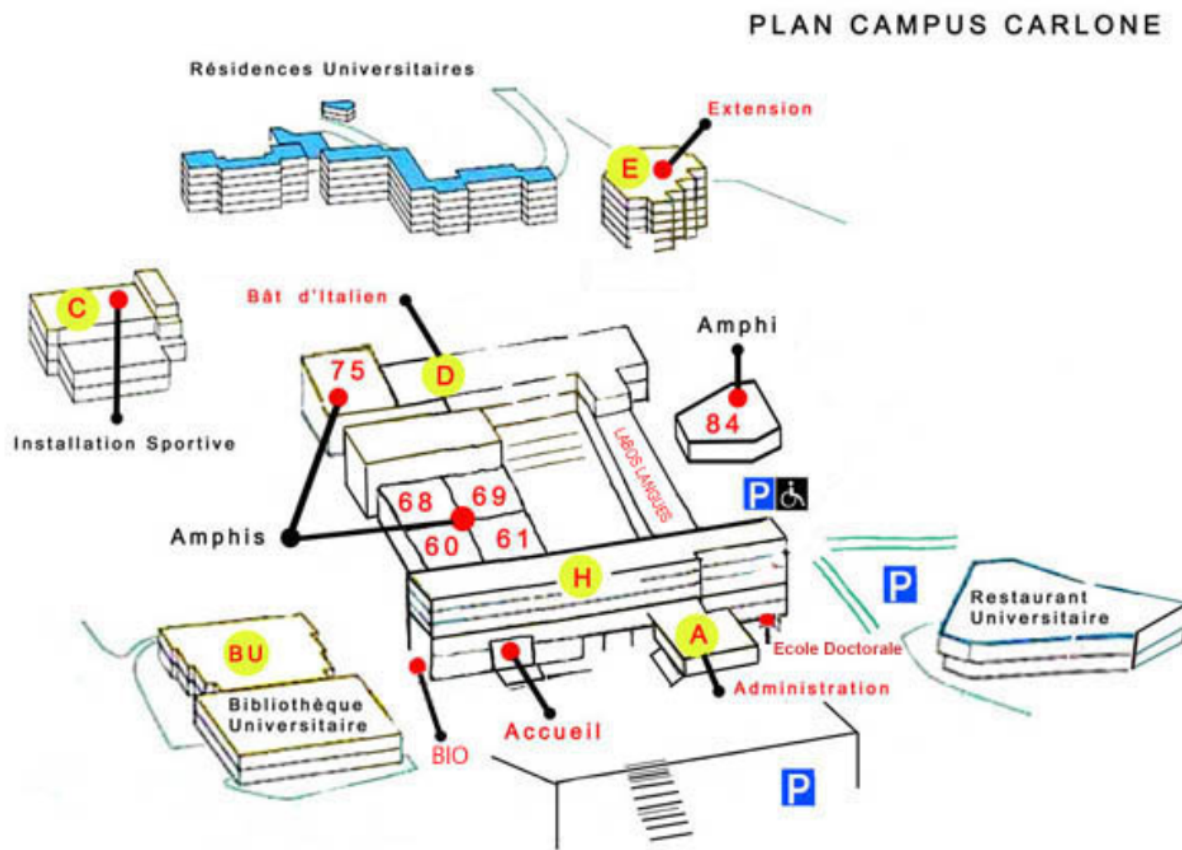 PLAN CAMPUS CARLONE
Résidences Universitaires
Extension
E
C
Bât d'Italien
Amphi
75
D
84
Installation Sportive
LABOS LANGUES
68
69
P
Amphis
60
61
H
P
Restaurant
Universitaire
BU
A
Ecole Doctorale
Bibliothèque
Universitaire
Administration
Accueil
BIO
P